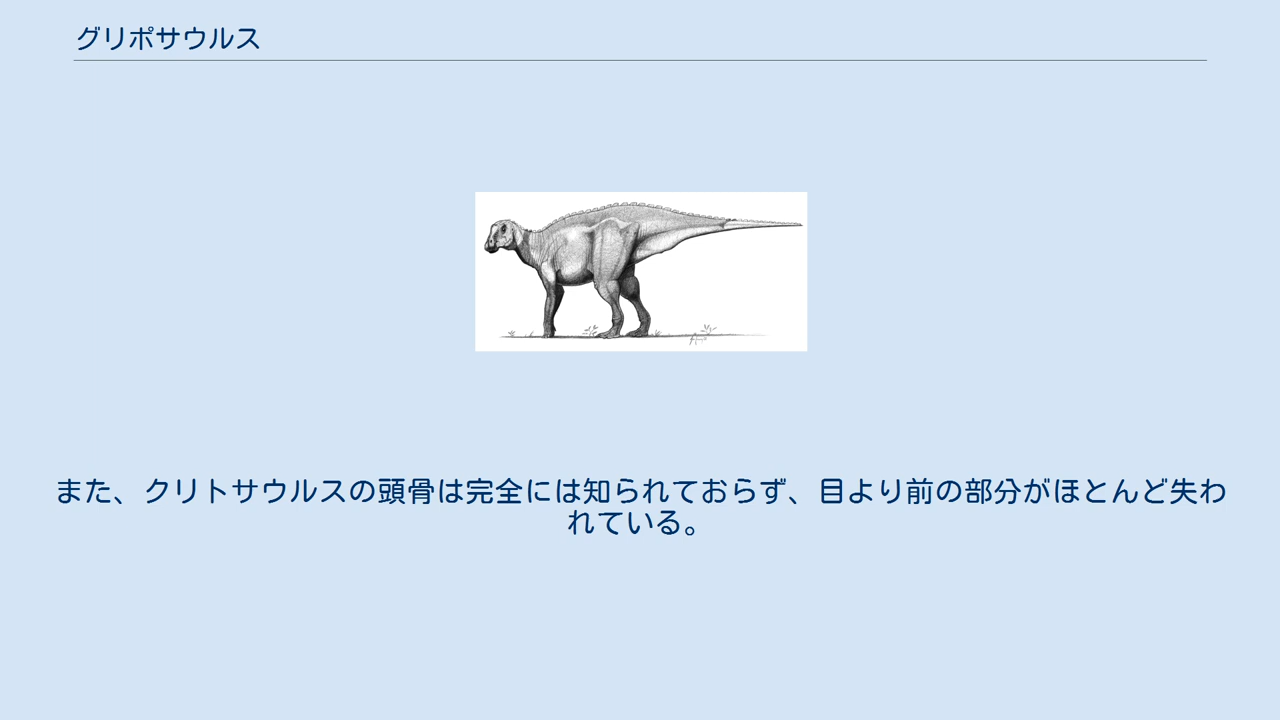 グリポサウルス
また、クリトサウルスの頭骨は完全には知られておらず、目より前の部分がほとんど失わ
れている。